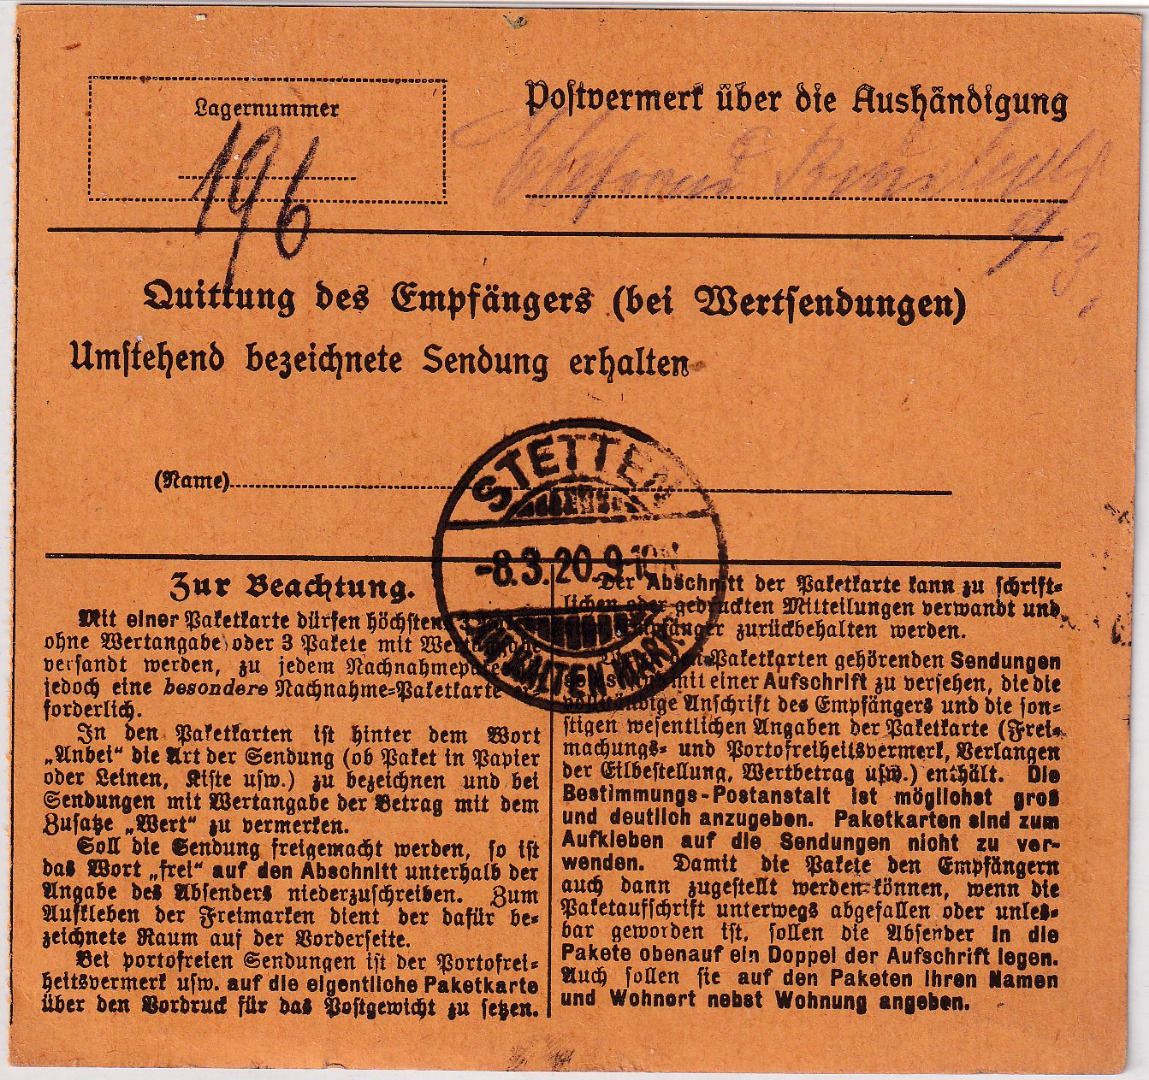 Lagernummer
196
Postvermerk über die Aushändigung
Quittung des Empfängers (bei Wertsendungen)
Umstehend bezeichnete Sendung erhalten
(Name)
STETTEN
-8.3.20.9-10
AM KALTEN MARKT
Zur Beachtung.
Mit einer Paketkarte dürfen höchstens
ohne Wertangabe oder 3 Pakete mit Wertangabe
versandt werden, zu jedem Nachnahmepaket
jedoch eine besondere Nachnahme-Paketkarte
forderlich.
In den Paketkarten ist hinter dem Wort
„Anbei“ die Art der Sendung (ob Paket in Papier
oder Leinen, Kiste usw.) zu bezeichnen und bei
Sendungen mit Wertangabe der Betrag mit dem
Zusatze „Wert“ zu vermerken.
Soll die Sendung freigemacht werden, so ist
das Wort „frei“ auf den Abschnitt unterhalb der
Angabe des Absenders niederzuschreiben. Zum
Aufkleben der Freimarken dient der dafür be-
zeichnete Raum auf der Vorderseite.
Bei portofreien Sendungen ist der Portofrei-
heitsvermerk usw. auf die eigentliche Paketkarte
über den Vordruck für das Postgewicht zu setzen.
Der Abschnitt der Paketkarte kann zu schrift-
lichen oder gedruckten Mitteilungen verwandt und
Empfänger zurückbehalten werden.
Paketkarten gehörenden Sendungen
mit einer Aufschrift zu versehen, die die
vollständige Anschrift des Empfängers und die son-
stigen wesentlichen Angaben der Paketkarte (Frei-
machungs- und Portofreiheitsvermerk, Verlangen
der Eilbestellung, Wertbetrag usw.) enthält. Die
Bestimmungs-Postanstalt ist möglichst groß
und deutlich anzugeben. Paketkarten sind zum
Aufkleben auf die Sendungen nicht zu ver-
wenden. Damit die Pakete den Empfängern
auch dann zugestellt werden können, wenn die
Paketaufschrift unterwegs abgefallen oder unles-
bar geworden ist, sollen die Absender in die
Pakete obenauf ein Doppel der Aufschrift legen.
Auch sollen sie auf den Paketen ihren Namen
und Wohnort nebst Wohnung angeben.